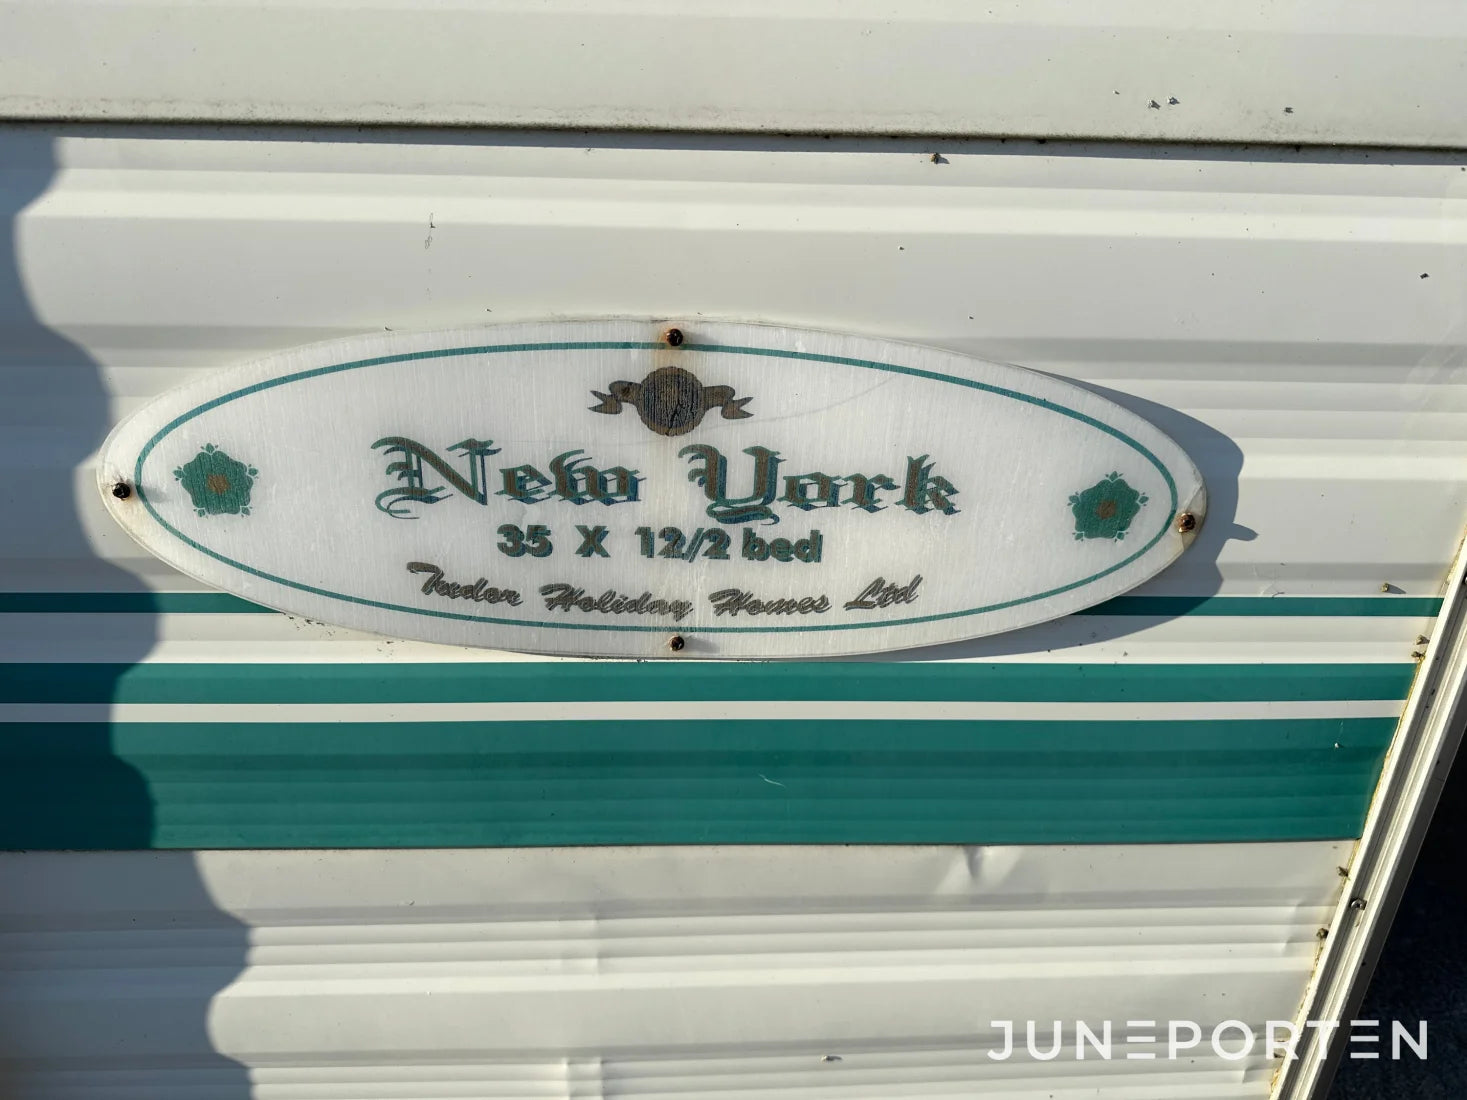 New York
35 X 12/2 bed
Tudor Holiday Homes Ltd
JUNEPORTEN